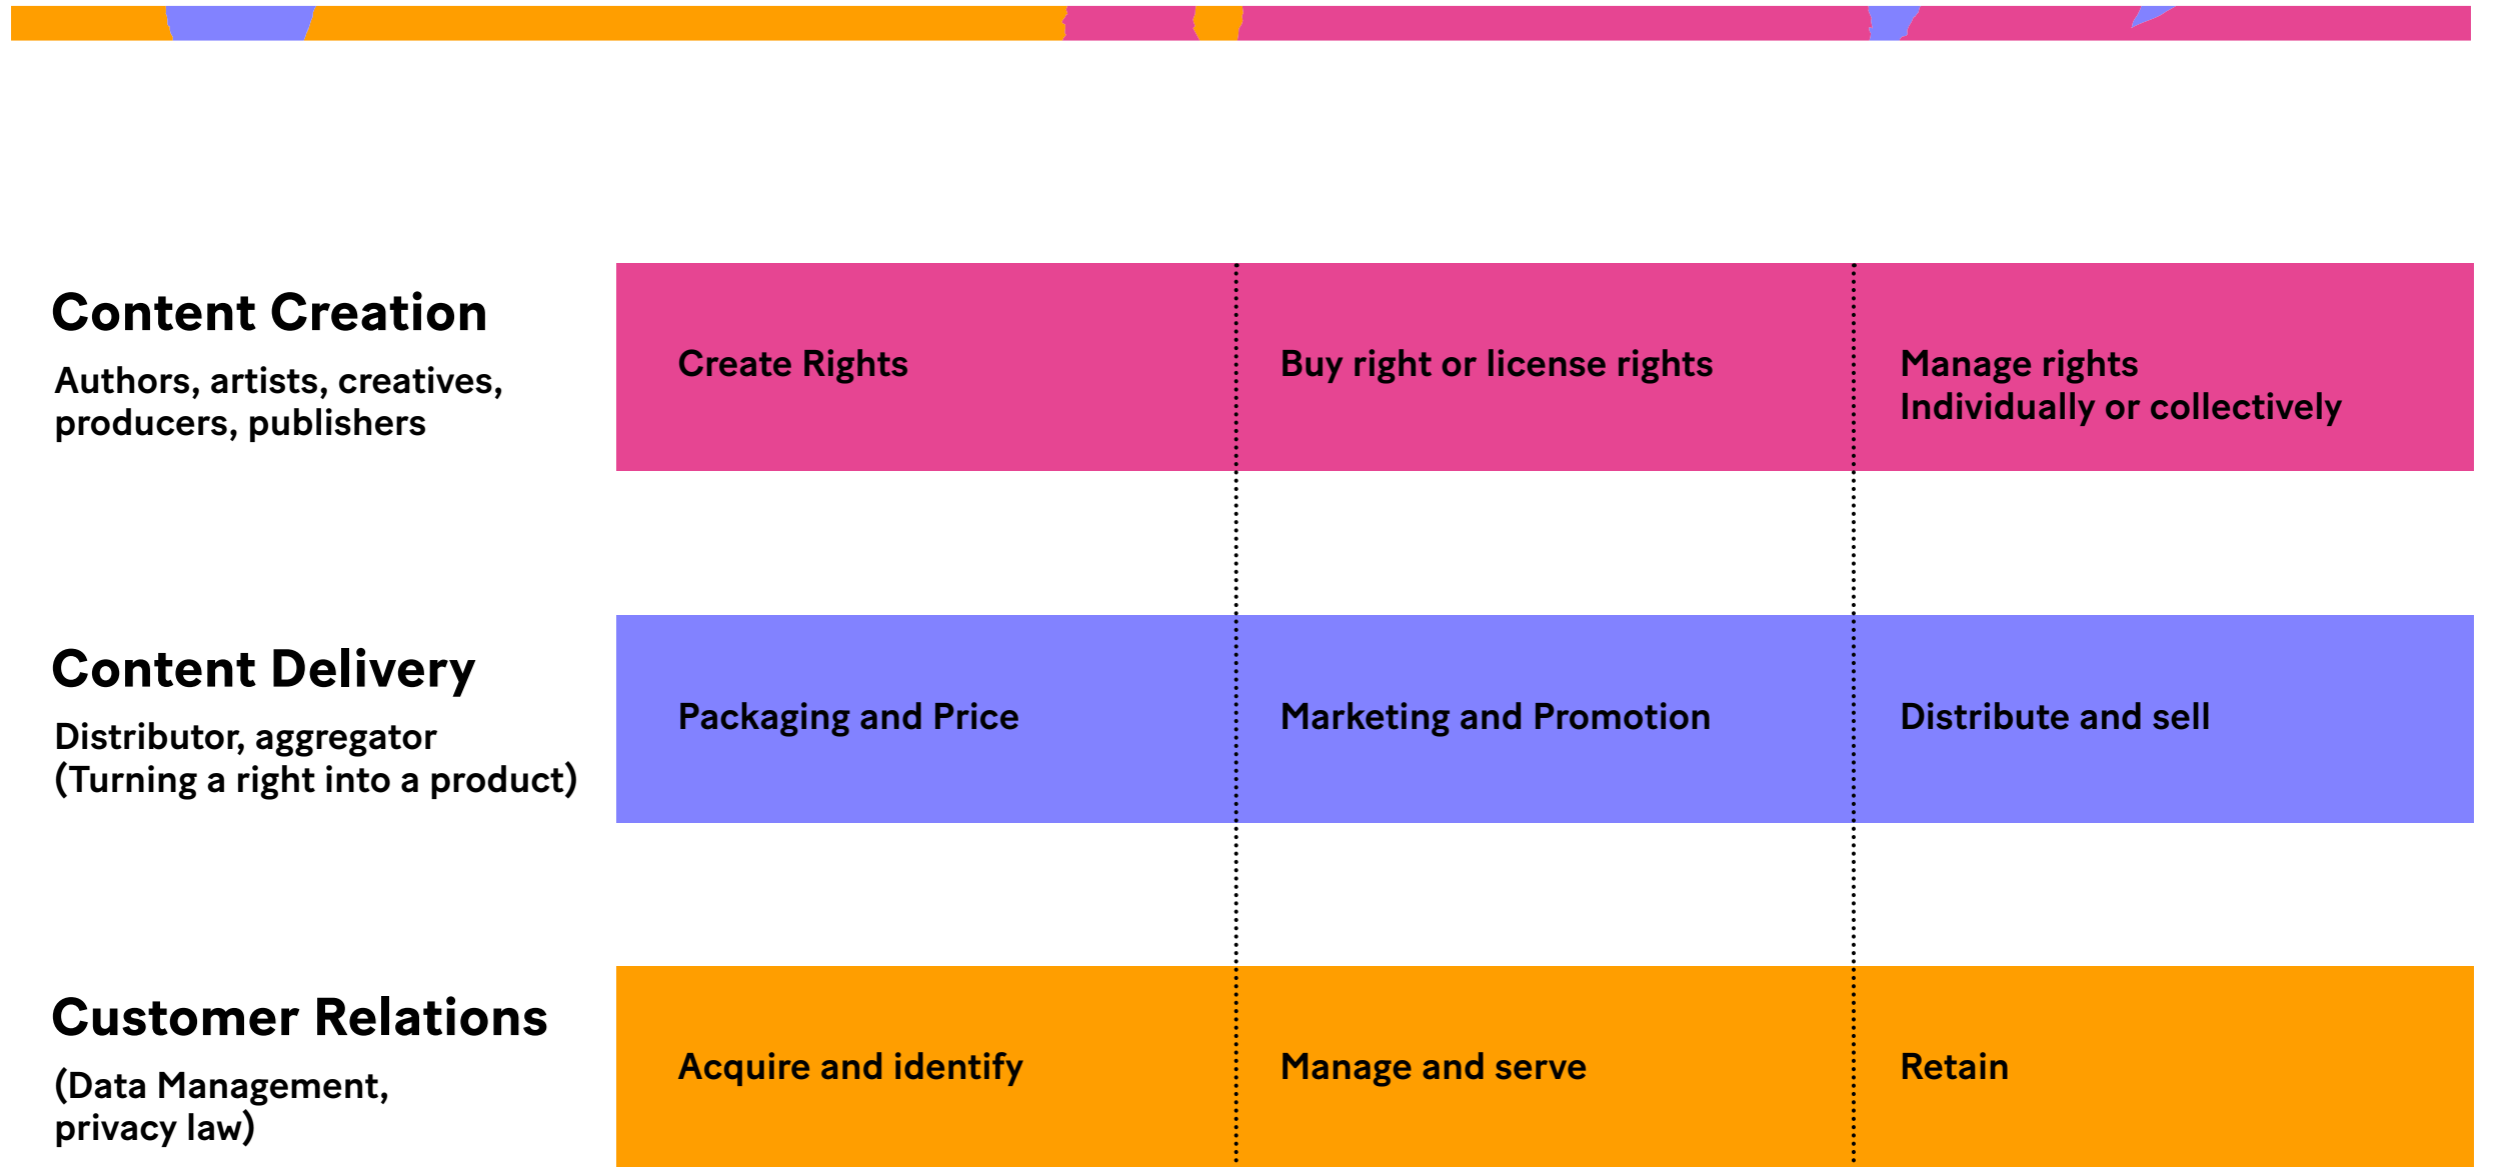 Content Creation
Authors, artists, creatives,
producers, publishers
Create Rights
Buy right or license rights
Manage rights
Individually or collectively
Content Delivery
Distributor, aggregator
(Turning a right into a product)
Packaging and Price
Marketing and Promotion
Distribute and sell
Customer Relations
(Data Management,
privacy law)
Acquire and identify
Manage and serve
Retain